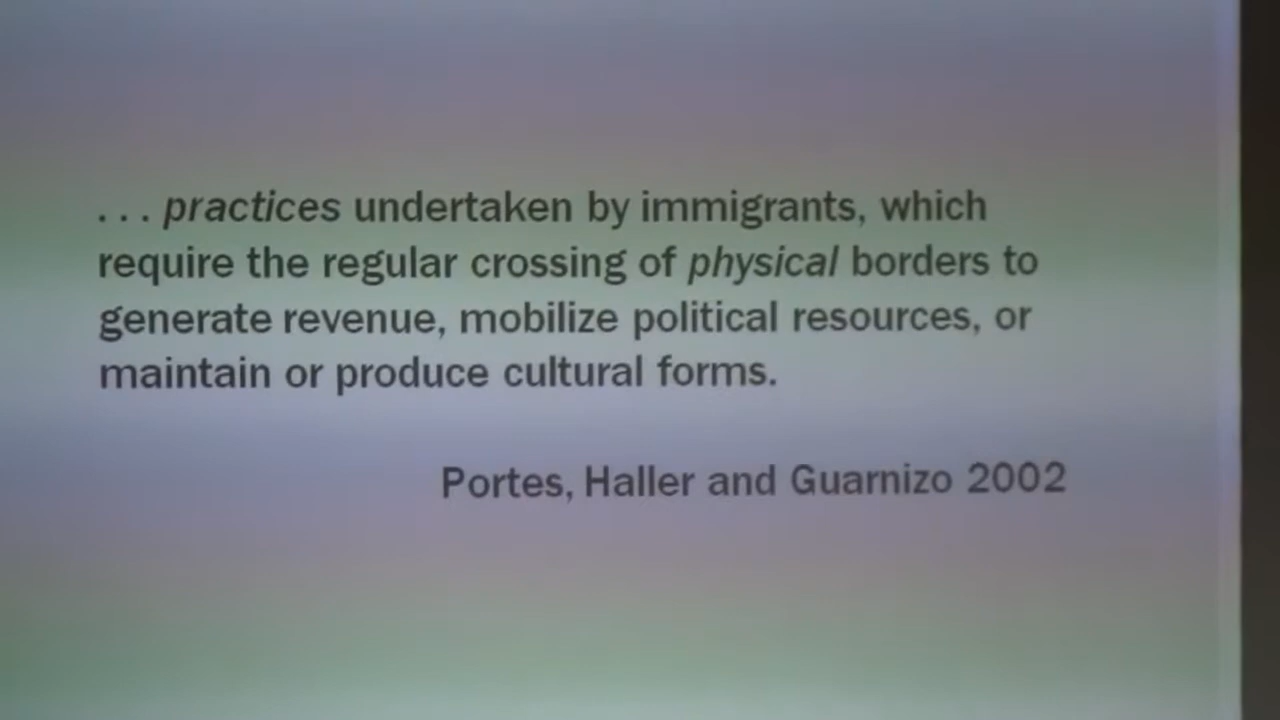 . . . practices undertaken by immigrants, which
require the regular crossing of physical borders to
generate revenue, mobilize political resources, or
maintain or produce cultural forms.
Portes, Haller and Guarnizo 2002